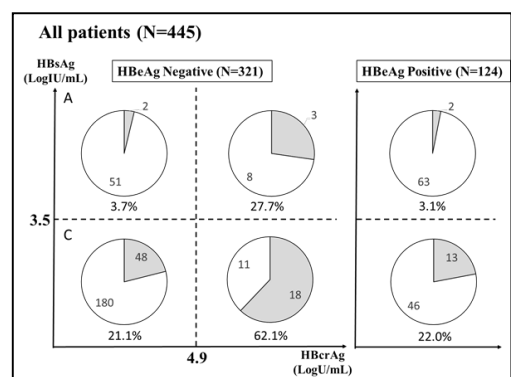 All patients (N=445)
HBsAg
(LogIU/mL)
HBeAg Negative (N=321)
HBeAg Positive (N=124)
A
2
51
3.7%
3
8
27.7%
2
63
3.1%
3.5
C
48
180
21.1%
11
18
62.1%
13
46
22.0%
4.9
HBcrAg
(LogU/mL)